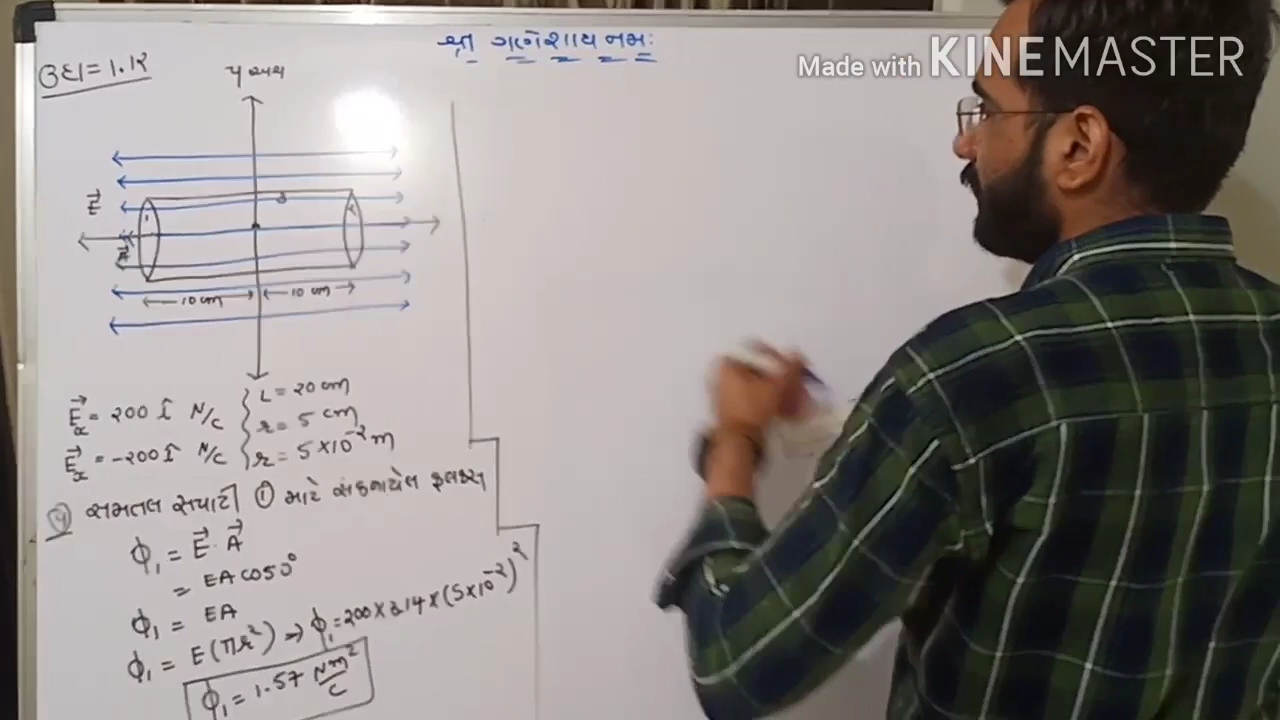 શ્રી ગણેશાય નમઃ
Made with KINEMASTER
ઉદા = 1.12
y અક્ષ
E⃗
A⃗
10 cm 10 cm
E⃗x = 200 î N/C
L = 20 cm
r = 5 cm
E⃗x = -200 î N/C
r = 5×10⁻² m
સમતલ સપાટી ① માટે સંકળાયેલ ફ્લક્સ
ϕ₁ = E⃗ · A⃗
= EA cos 0°
ϕ₁ = EA
ϕ₁ = E(πr²) ⇒ ϕ₁ = 200 × 3.14 × (5×10⁻²)²
ϕ₁ = 1.57 Nm²/C